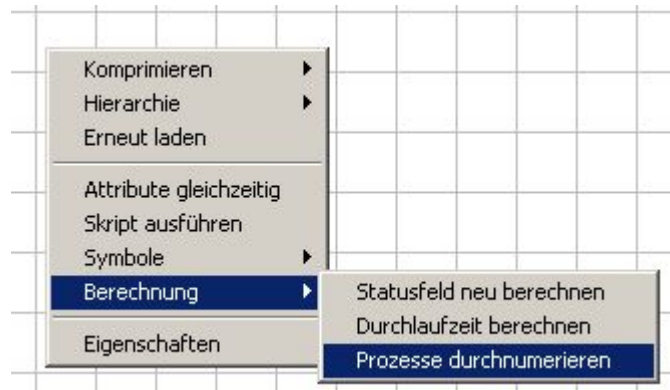 Komprimieren
Hierarchie
Erneut laden
Attribute gleichzeitig
Skript ausführen
Symbole
Berechnung
Eigenschaften
Statusfeld neu berechnen
Durchlaufzeit berechnen
Prozesse durchnumerieren